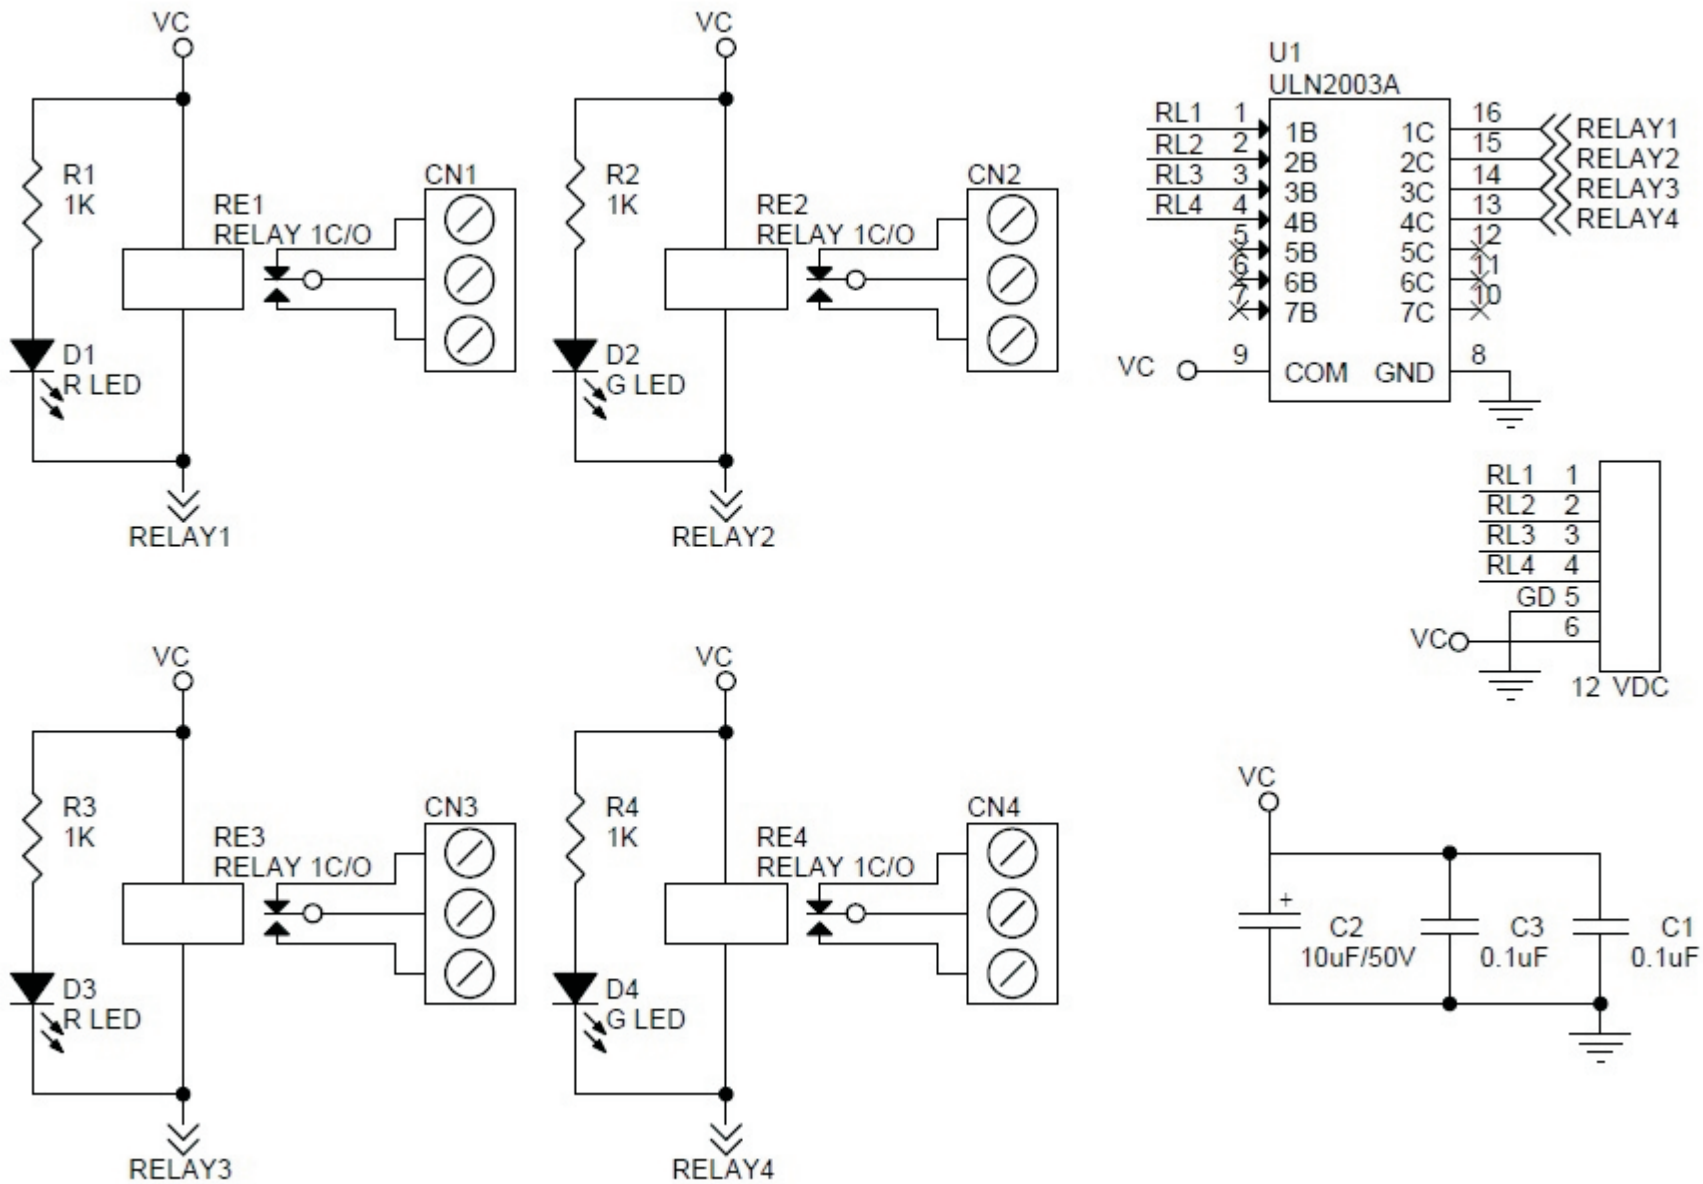 VC
R1
1K
RE1
RELAY 1C/O
CN1
D1
R LED
RELAY1
VC
R2
1K
RE2
RELAY 1C/O
CN2
D2
G LED
RELAY2
U1
ULN2003A
RL1 1 1B 1C 16 RELAY1
RL2 2 2B 2C 15 RELAY2
RL3 3 3B 3C 14 RELAY3
RL4 4 4B 4C 13 RELAY4
5 5B 5C 12
6 6B 6C 11
7 7B 7C 10
VC 9 COM GND 8
RL1 1
RL2 2
RL3 3
RL4 4
GD 5
VC 6
12 VDC
VC
R3
1K
RE3
RELAY 1C/O
CN3
D3
R LED
RELAY3
VC
R4
1K
RE4
RELAY 1C/O
CN4
D4
G LED
RELAY4
VC
+
C2
10uF/50V
C3
0.1uF
C1
0.1uF